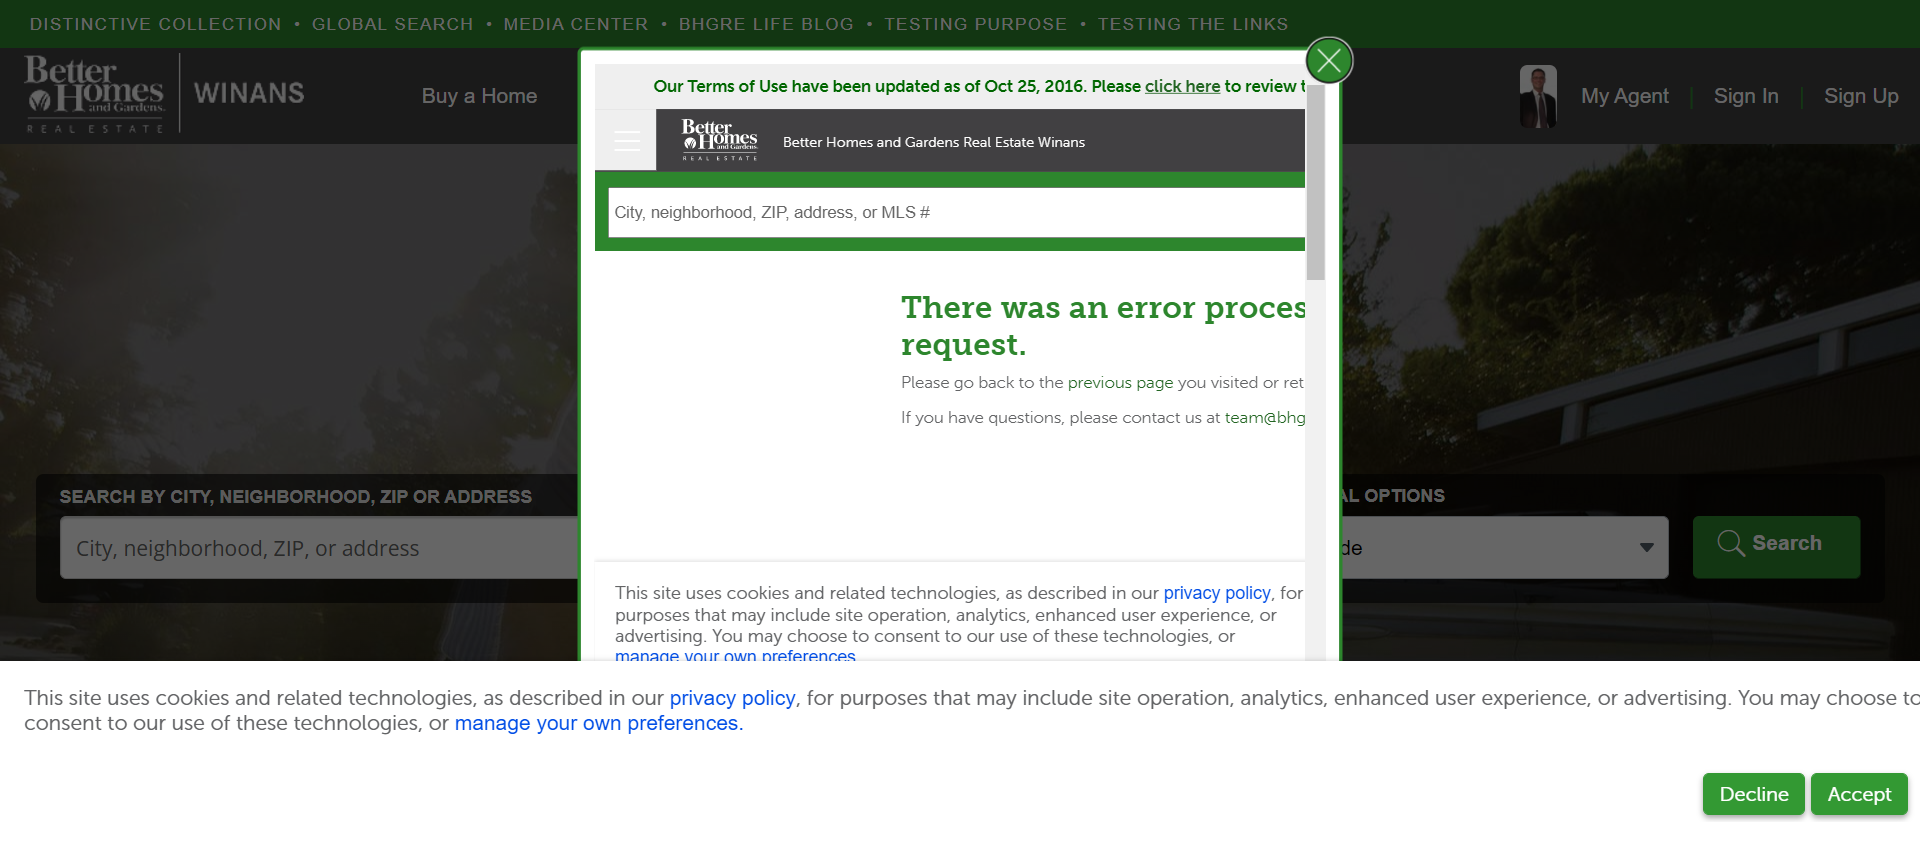 DISTINCTIVE COLLECTION • GLOBAL SEARCH • MEDIA CENTER • BHGRE LIFE BLOG • TESTING PURPOSE • TESTING THE LINKS
Better
Homes
and Gardens.
REAL ESTATE
WINANS
Buy a Home
My Agent
Sign In
Sign Up
Our Terms of Use have been updated as of Oct 25, 2016. Please click here to review
Better
Homes
and Gardens.
REAL ESTATE
Better Homes and Gardens Real Estate Winans
City, neighborhood, ZIP, address, or MLS #
There was an error proces
request.
Please go back to the previous page you visited or ret
If you have questions, please contact us at team@bhg
SEARCH BY CITY, NEIGHBORHOOD, ZIP OR ADDRESS
City, neighborhood, ZIP, or address
AL OPTIONS
de
Search
This site uses cookies and related technologies, as described in our privacy policy, for
purposes that may include site operation, analytics, enhanced user experience, or
advertising. You may choose to consent to our use of these technologies, or
manage your own preferences
This site uses cookies and related technologies, as described in our privacy policy, for purposes that may include site operation, analytics, enhanced user experience, or advertising. You may choose to
consent to our use of these technologies, or manage your own preferences.
Decline
Accept